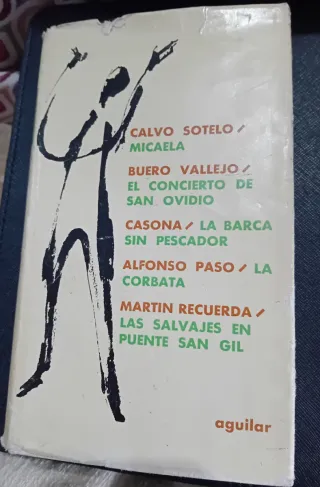 CALVO SOTELO/
MICAELA
BUERO VALLEJO/
EL CONCIERTO DE
SAN OVIDIO
CASONA/ LA BARCA
SIN PESCADOR
ALFONSO PASO/ LA
CORBATA
MARTIN RECUERDA/
LAS SALVAJES EN
PUENTE SAN GIL
aguilar